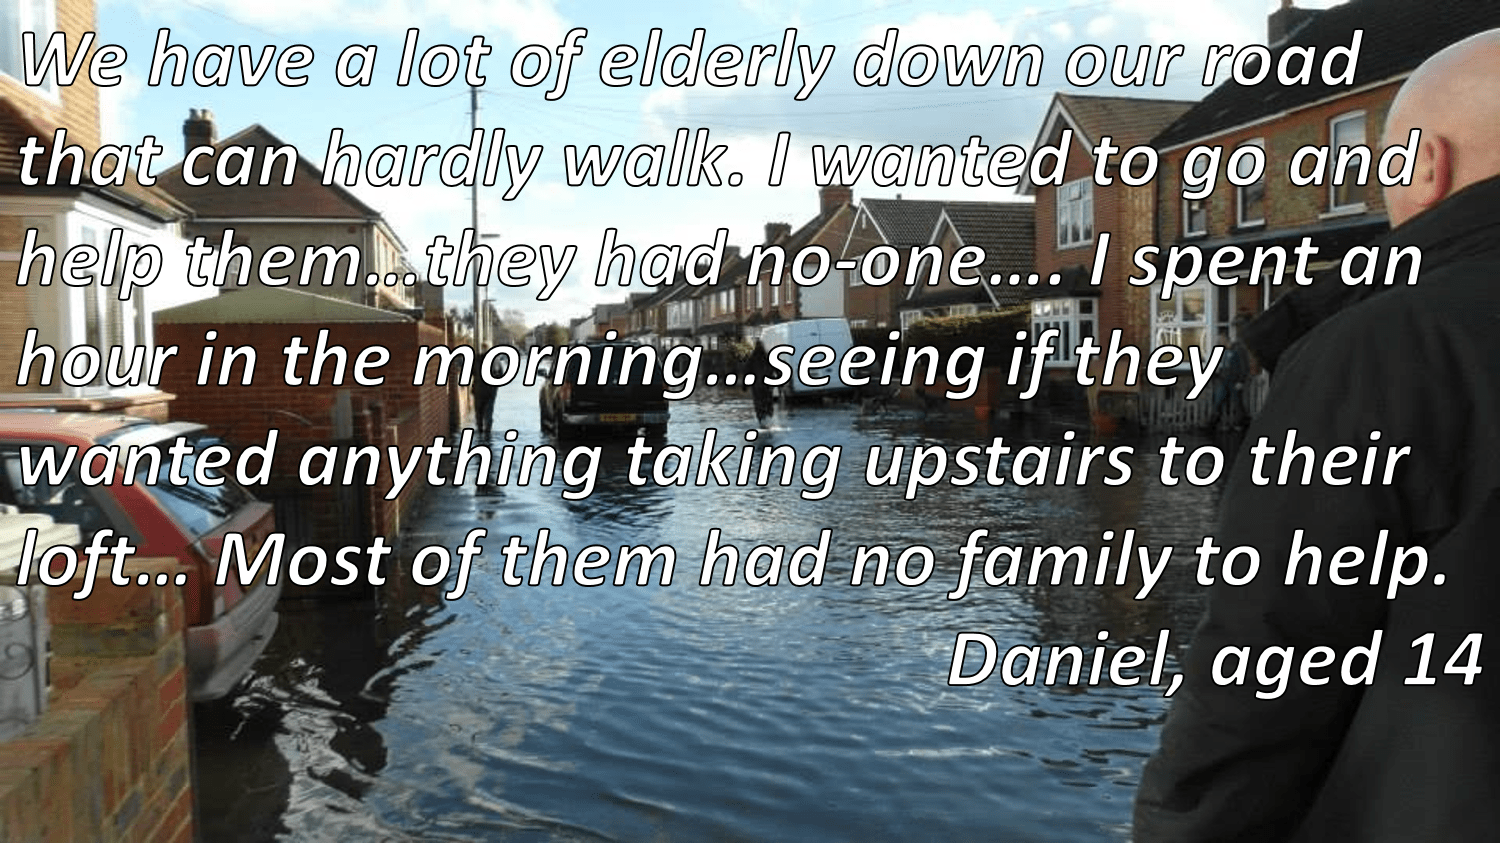 We have a lot of elderly down our road
that can hardly walk. I wanted to go and
help them...they had no-one.... I spent an
hour in the morning...seeing if they
wanted anything taking upstairs to their
loft... Most of them had no family to help.
Daniel, aged 14